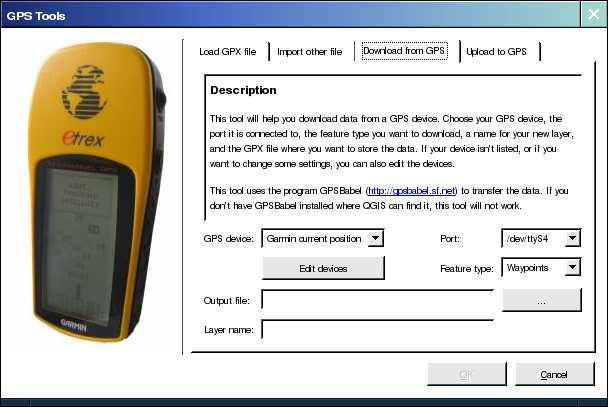 GPS Tools
Load GPX file
Import other file
Download from GPS
Upload to GPS
Description
This tool will help you download data from a GPS device. Choose your GPS device, the
port it is connected to, the feature type you want to download, a name for your new layer,
and the GPX file where you want to store the data. If your device isn't listed, or if you
want to change some settings, you can also edit the devices.
This tool uses the program GPSBabel (http://gpsbabel.sf.net) to transfer the data. If you
don't have GPSBabel installed where QGIS can find it, this tool will not work.
GPS device: Garmin current position
Port: /dev/ttyS4
Edit devices
Feature type: Waypoints
Output file:
...
Layer name:
OK
Cancel
etrex
12 CHANNEL GPS
GARMIN